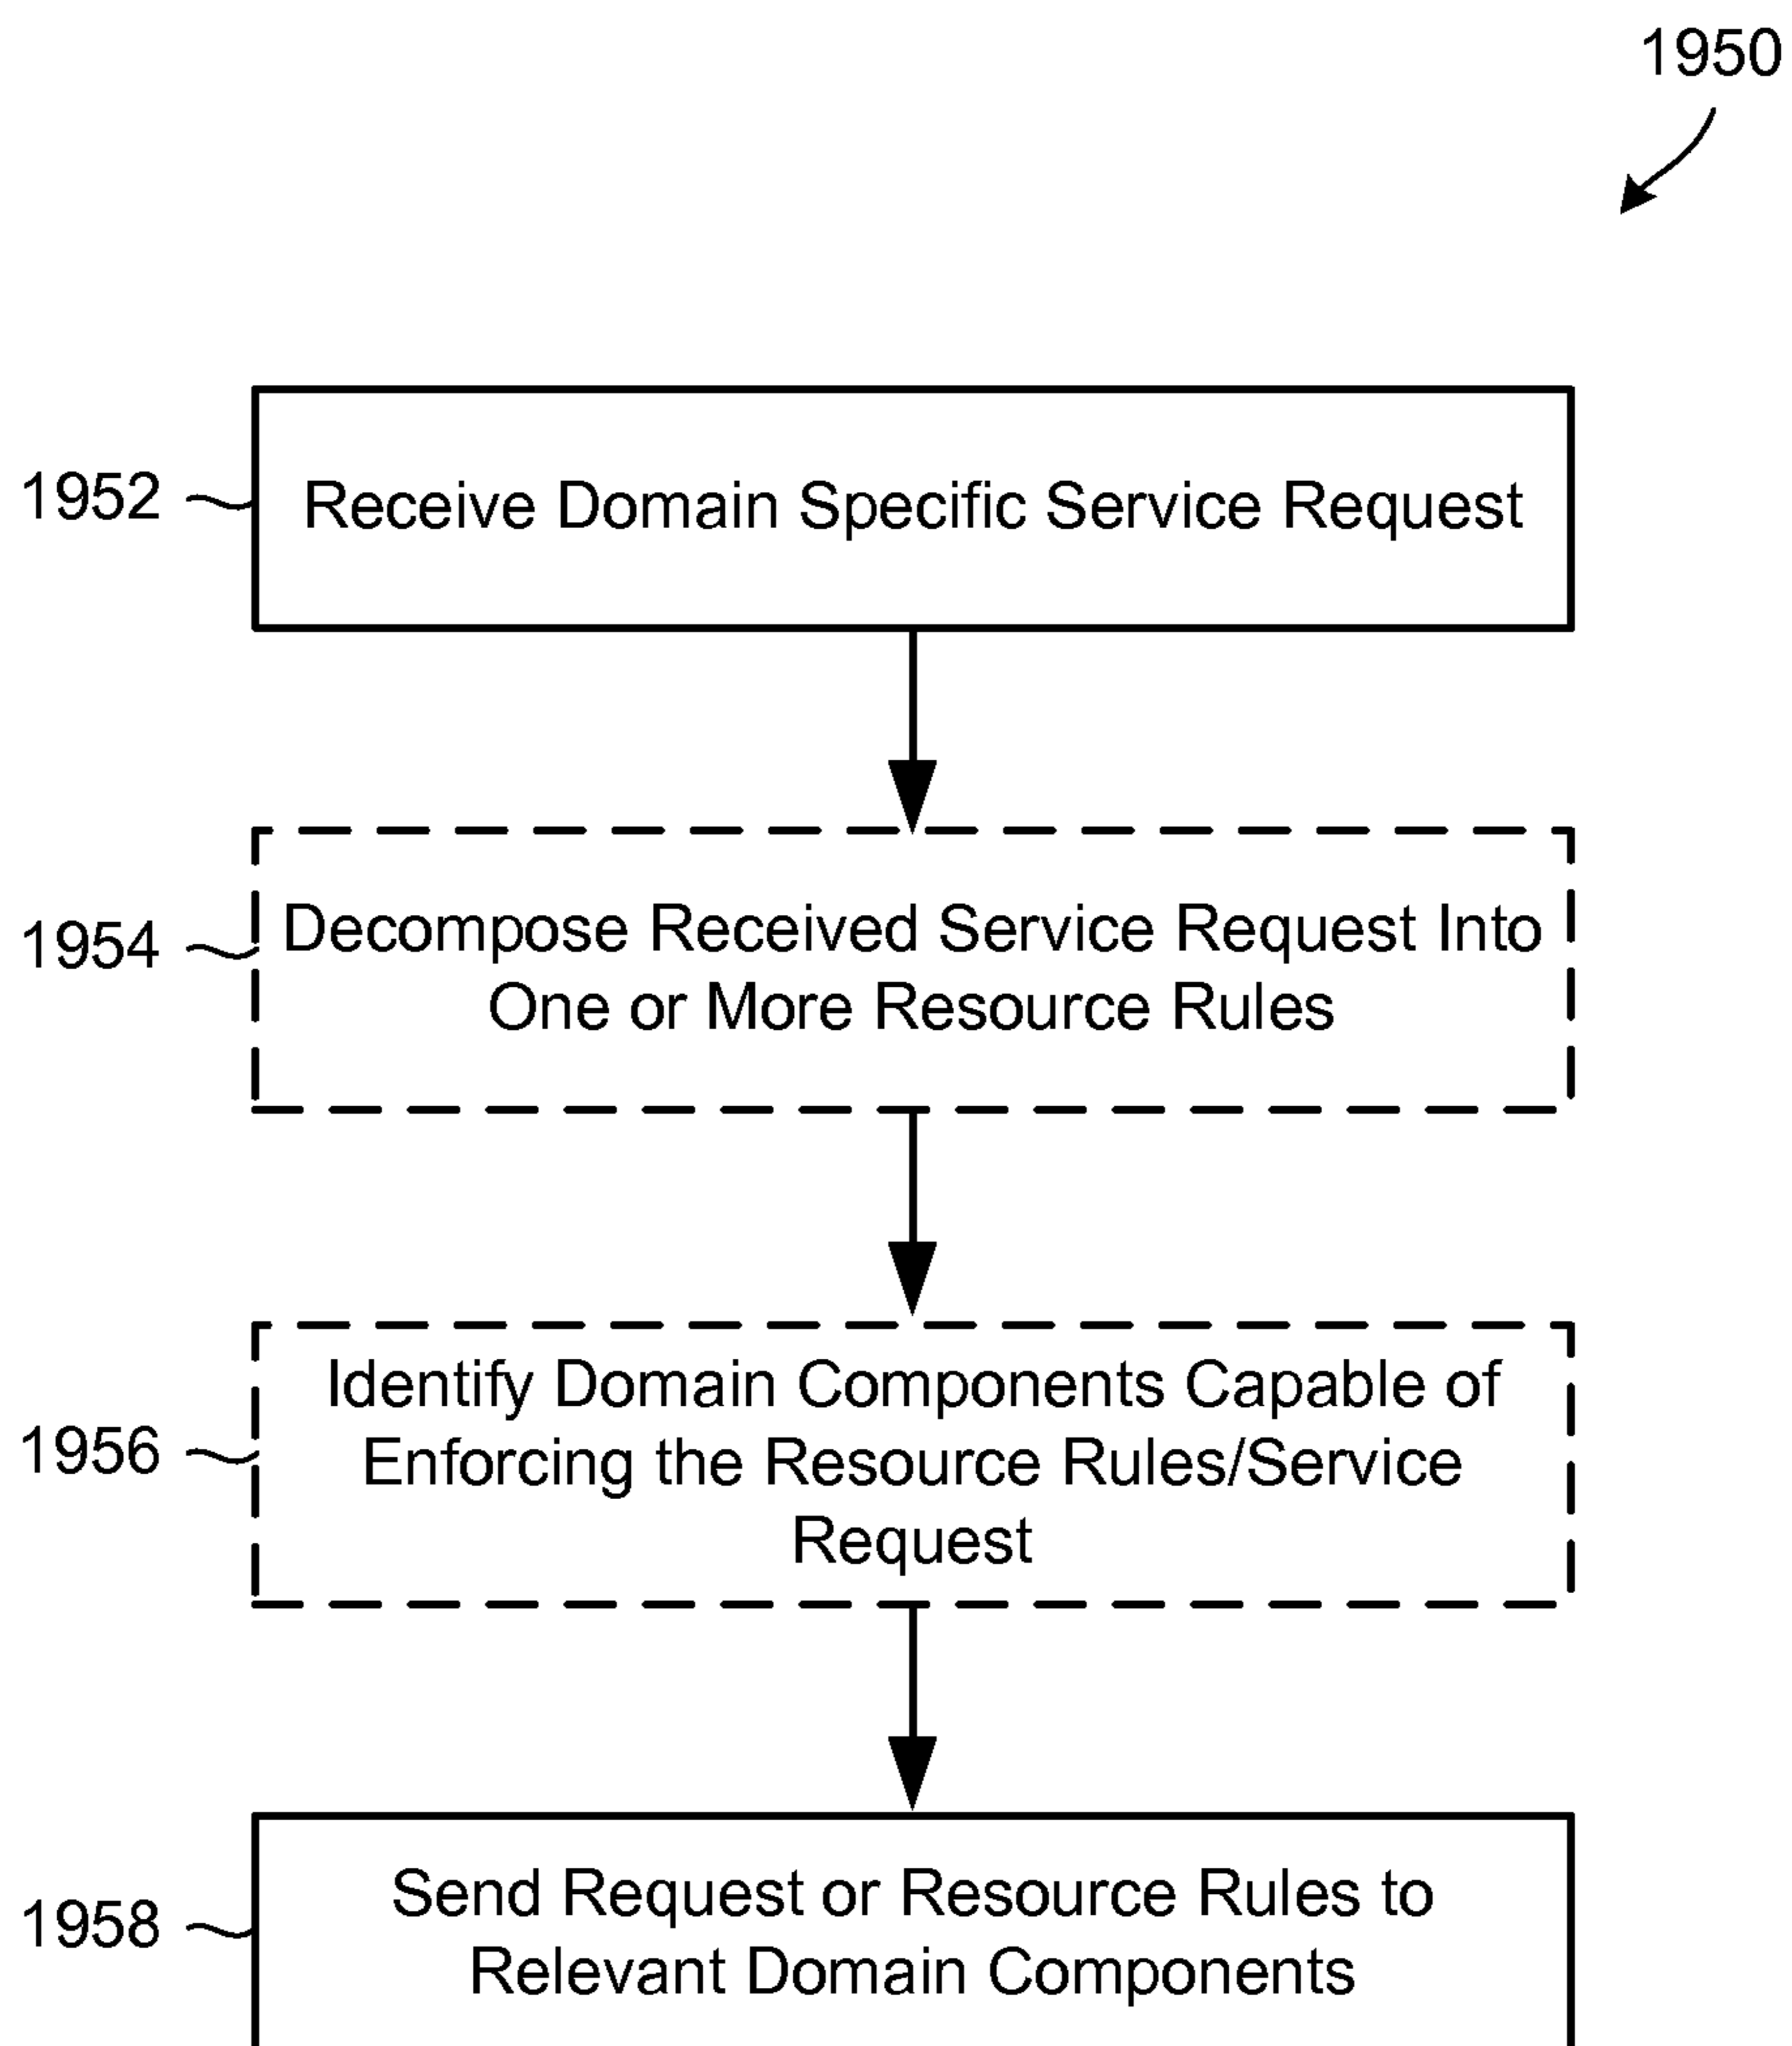 1950
1952
Receive Domain Specific Service Request
1954
Decompose Received Service Request Into
One or More Resource Rules
1956
Identify Domain Components Capable of
Enforcing the Resource Rules/Service
Request
1958
Send Request or Resource Rules to
Relevant Domain Components